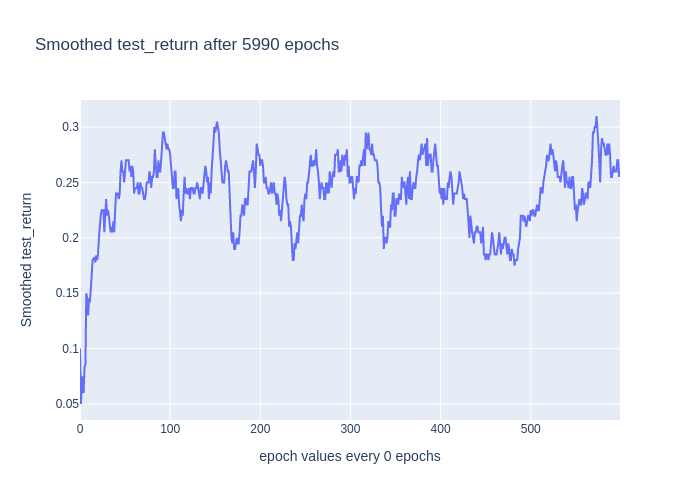 Smoothed test_return after 5990 epochs
0.3
0.25
0.2
0.15
0.1
0.05
Smoothed test_return
0 100 200 300 400 500
epoch values every 0 epochs